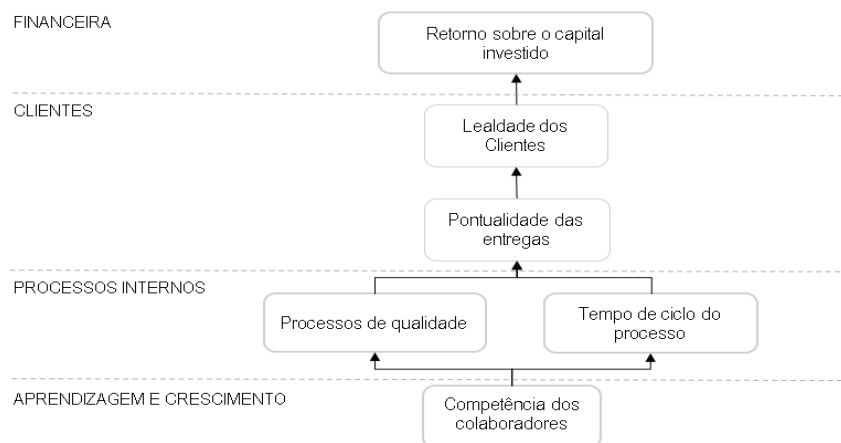 FINANCEIRA
Retorno sobre o capital
investido
CLIENTES
Lealdade dos
Clientes
Pontualidade das
entregas
PROCESSOS INTERNOS
Processos de qualidade
Tempo de ciclo do
processo
APRENDIZAGEM E CRESCIMENTO
Competência dos
colaboradores